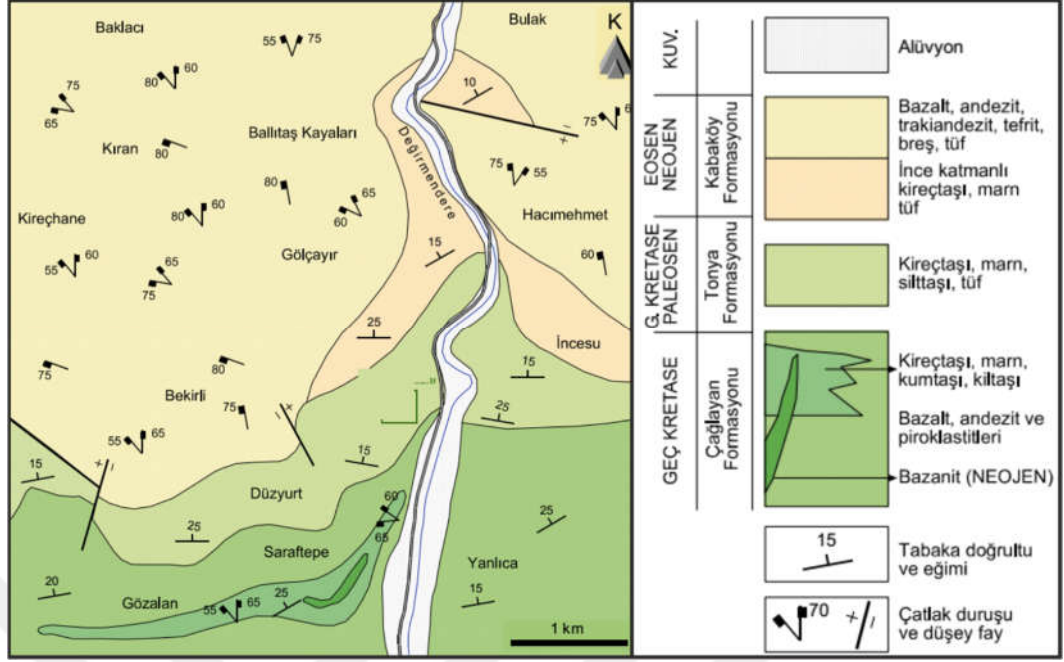 Baklacı
55 75
Bulak
K
80 60
75
65
10
75
Kıran
80
Ballıtaş Kayaları
Değirmendere
75 55
80
65
60
80 60
Kireçhane
Hacımehmet
55 60
Gölçayır
15
60
65
75
25
İncesu
75
80
15
Bekirli
75
25
55 65
15
15
Düzyurt
60
65
25
25
Saraftepe
Yanlıca
20
Gözalan
55 65
25
15
1 km
KUV.
Alüvyon
EOSEN
NEOJEN
Kabaköy
Formasyonu
Bazalt, andezit,
trakiandezit, tefrit,
breş, tüf
İnce katmanlı
kireçtaşı, marn
tüf
G. KRETASE
PALEOSEN
Tonya
Formasyonu
Kireçtaşı, marn,
silttaşı, tüf
GEÇ KRETASE
Çağlayan
Formasyonu
Kireçtaşı, marn,
kumtaşı, kiltaşı
Bazalt, andezit ve
piroklastitleri
Bazanit (NEOJEN)
15
Tabaka doğrultu
ve eğimi
70
Çatlak duruşu
ve düşey fay